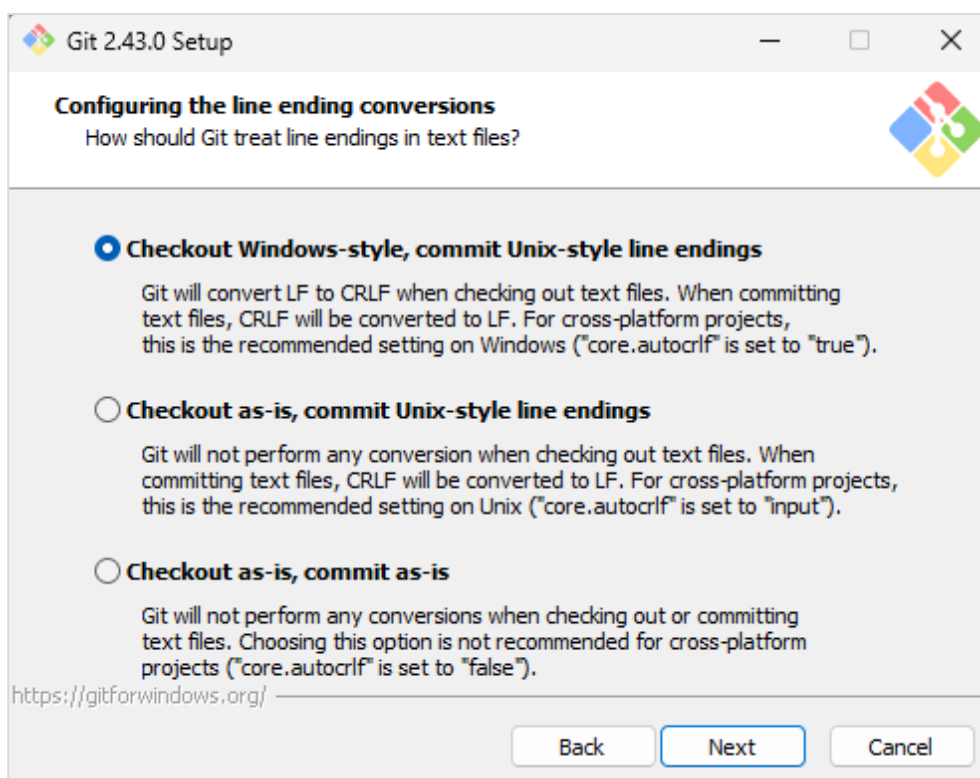 Git 2.43.0 Setup
Configuring the line ending conversions
How should Git treat line endings in text files?
Checkout Windows-style, commit Unix-style line endings
Git will convert LF to CRLF when checking out text files. When committing
text files, CRLF will be converted to LF. For cross-platform projects,
this is the recommended setting on Windows ("core.autocrlf" is set to "true").
Checkout as-is, commit Unix-style line endings
Git will not perform any conversion when checking out text files. When
committing text files, CRLF will be converted to LF. For cross-platform projects,
this is the recommended setting on Unix ("core.autocrlf" is set to "input").
Checkout as-is, commit as-is
Git will not perform any conversions when checking out or committing
text files. Choosing this option is not recommended for cross-platform
projects ("core.autocrlf" is set to "false").
https://gitforwindows.org/
Back Next Cancel